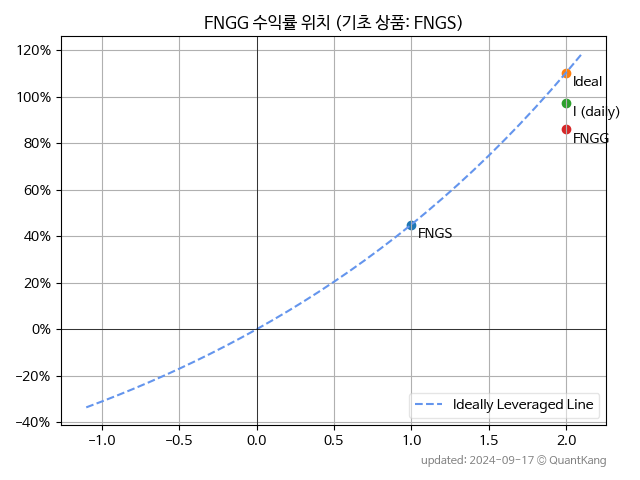 FNGG 수익률 위치 (기초 상품: FNGS)
120%
100%
80%
60%
40%
20%
0%
−20%
−40%
Ideal
I (daily)
FNGG
FNGS
Ideally Leveraged Line
−1.0 −0.5 0.0 0.5 1.0 1.5 2.0
updated: 2024-09-17 © QuantKang